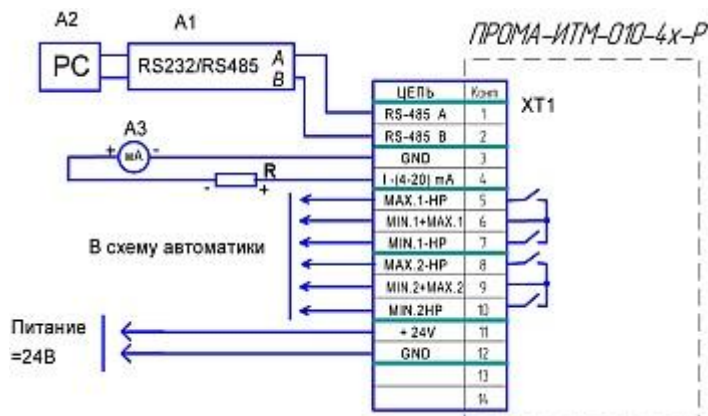 A2
A1
ПРОМА-ИТМ-010-4х-Р
PC
RS232/RS485
A
B
ЦЕПЬ Конт
XT1
RS-485 A 1
RS-485 B 2
A3
+ мА -
GND 3
R
I -(4-20) mA 4
- +
MAX.1-HP 5
MIN.1+MAX.1 6
MIN.1-HP 7
В схему автоматики
MAX.2-HP 8
MIN.2+MAX.2 9
MIN.2HP 10
Питание
=24В
+ 24V 11
GND 12
13
14